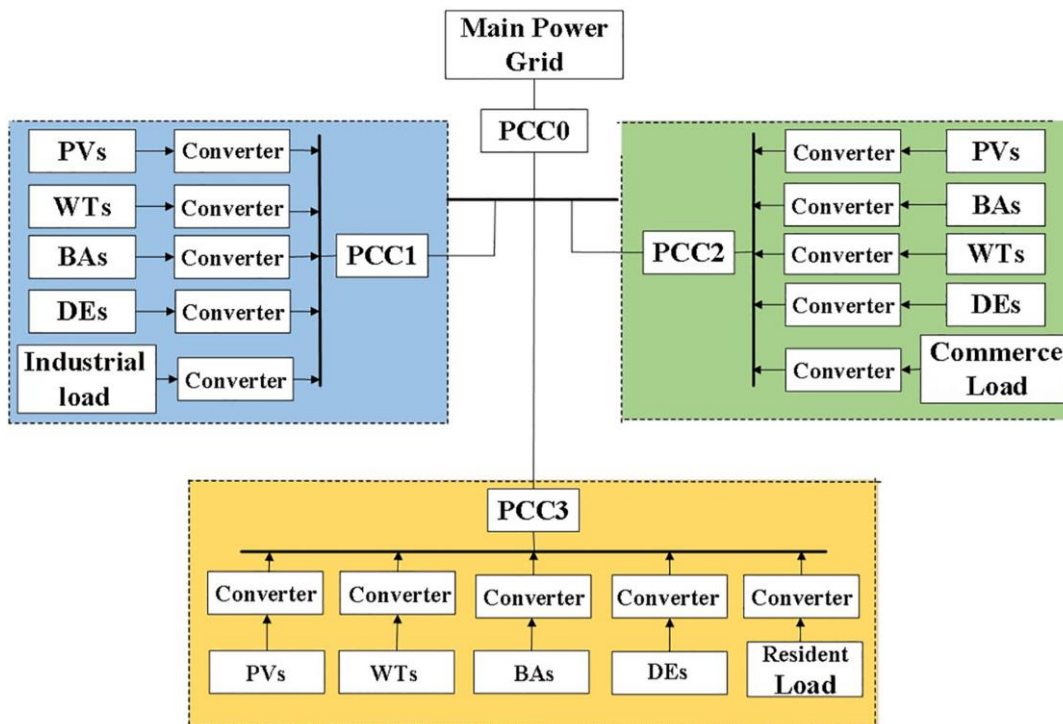 Main Power
Grid
PCC0
PVs
Converter
WTs
Converter
BAs
Converter
DEs
Converter
Industrial
load
Converter
PCC1
PCC2
Converter
PVs
Converter
BAs
Converter
WTs
Converter
DEs
Converter
Commerce
Load
PCC3
Converter
Converter
Converter
Converter
Converter
PVs
WTs
BAs
DEs
Resident
Load